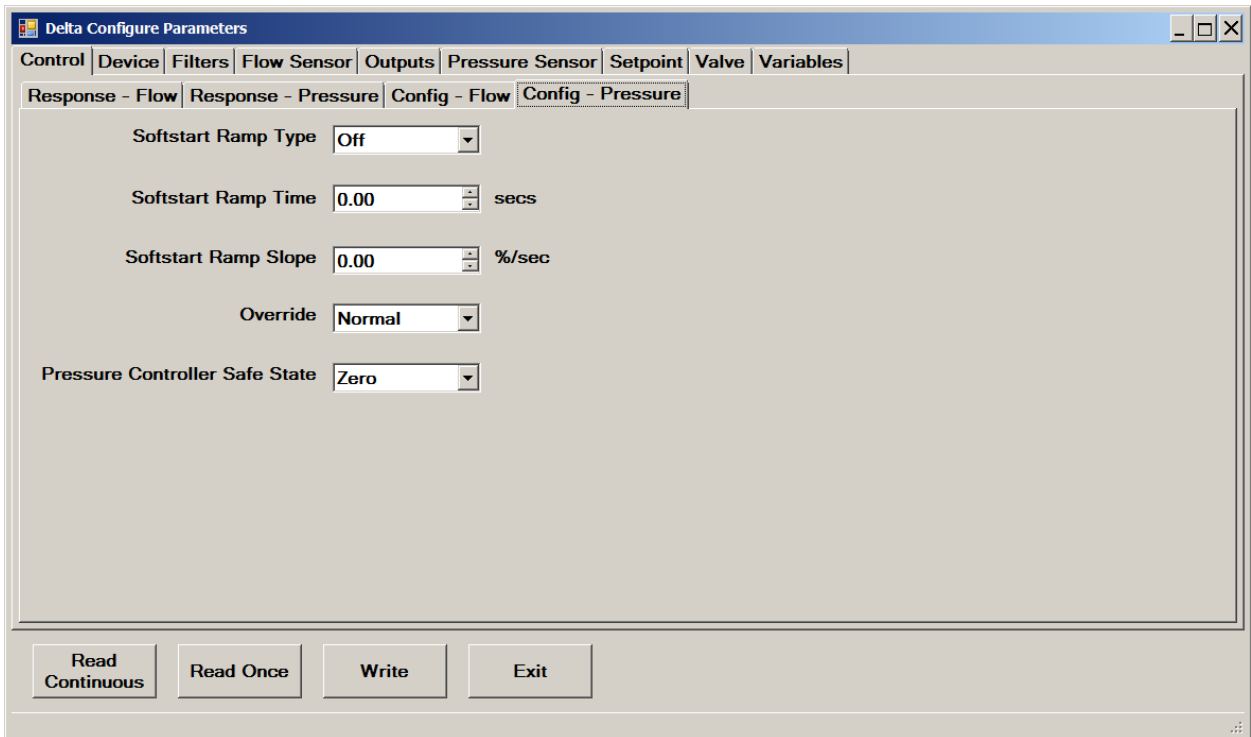 Delta Configure Parameters
Control Device Filters Flow Sensor Outputs Pressure Sensor Setpoint Valve Variables
Response - Flow Response - Pressure Config - Flow Config - Pressure
Softstart Ramp Type Off
Softstart Ramp Time 0.00 secs
Softstart Ramp Slope 0.00 %/sec
Override Normal
Pressure Controller Safe State Zero
Read
Continuous
Read Once
Write
Exit